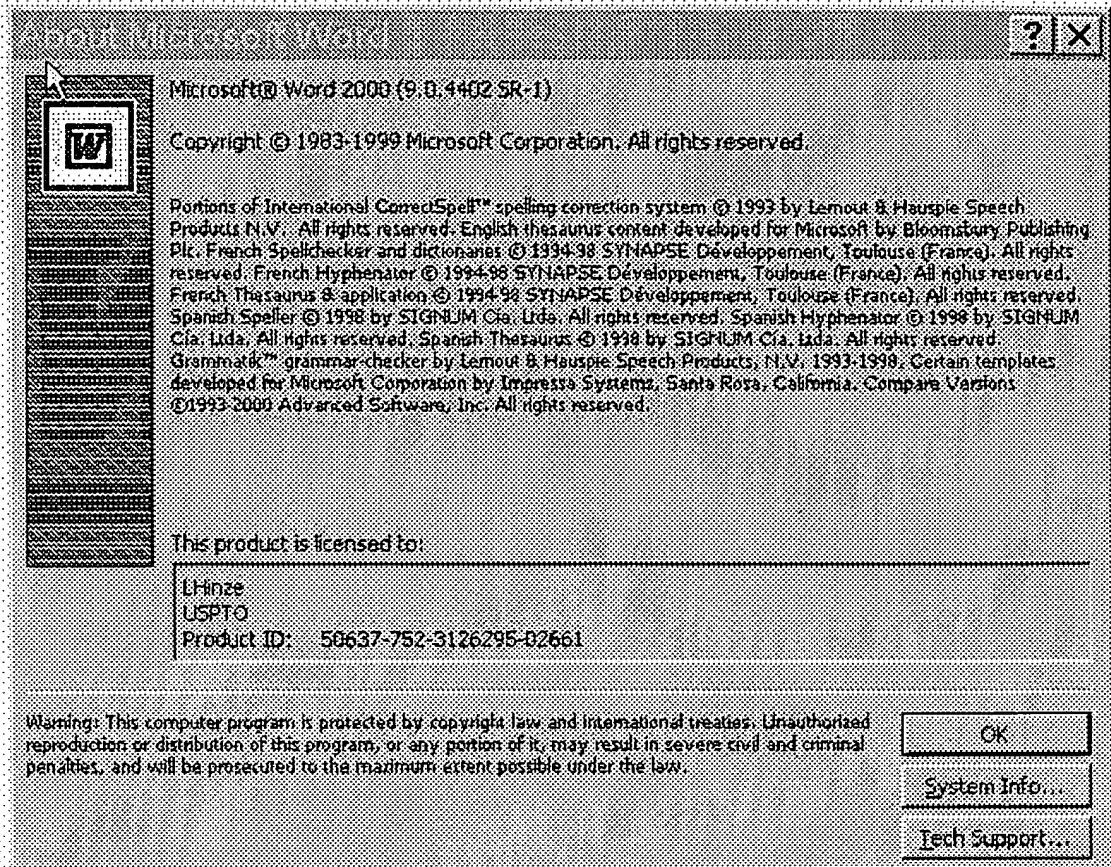 About Microsoft Word
Microsoft® Word 2000 (9.0.4402 SR-1)
Copyright © 1983-1999 Microsoft Corporation. All rights reserved.
Portions of International CorrectSpell™ spelling correction system © 1993 by Lernout & Hauspie Speech
Products N.V. All rights reserved. English thesaurus content developed for Microsoft by Bloomsbury Publishing
Plc. French Spellchecker and dictionaries © 1994-98 SYNAPSE Développement, Toulouse (France). All rights
reserved. French Hyphenator © 1994-98 SYNAPSE Développement, Toulouse (France). All rights reserved.
French Thesaurus & application © 1994-98 SYNAPSE Développement, Toulouse (France). All rights reserved.
Spanish Speller © 1998 by SIGNUM Cía. Ltda. All rights reserved. Spanish Hyphenator © 1998 by SIGNUM
Cía. Ltda. All rights reserved. Spanish Thesaurus © 1998 by SIGNUM Cía. Ltda. All rights reserved.
Grammatik™ grammar-checker by Lernout & Hauspie Speech Products, N.V. 1993-1998. Certain templates
developed for Microsoft Corporation by Impressa Systems, Santa Rosa, California. Compare Versions
©1993-2000 Advanced Software, Inc. All rights reserved.
This product is licensed to:
LHinze
USPTO
Product ID: 50637-752-3126295-02661
Warning: This computer program is protected by copyright law and international treaties. Unauthorized
reproduction or distribution of this program, or any portion of it, may result in severe civil and criminal
penalties, and will be prosecuted to the maximum extent possible under the law.
OK
System Info...
Tech Support...